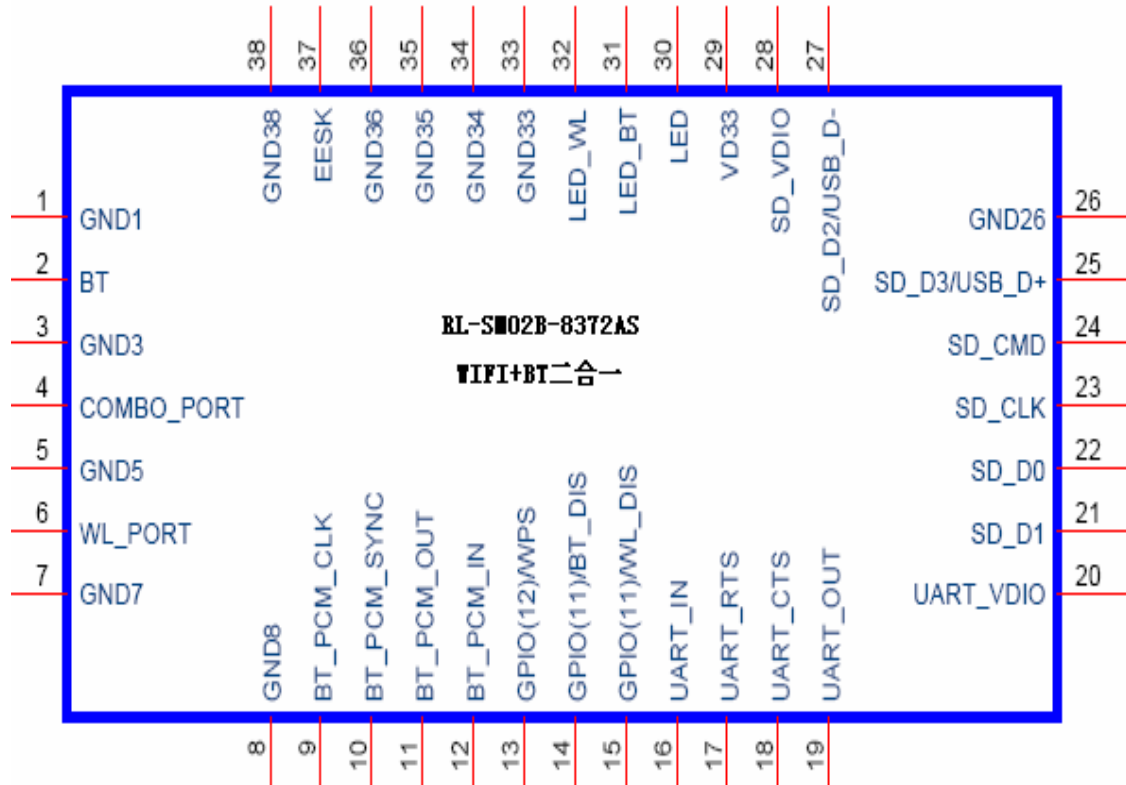 38
37
36
35
34
33
32
31
30
29
28
27
GND38
EESK
GND36
GND35
GND34
GND33
LED_WL
LED_BT
LED
VD33
SD_VDIO
SD_D2/USB_D-
1 GND1
2 BT
3 GND3
4 COMBO_PORT
5 GND5
6 WL_PORT
7 GND7
RL-SM02B-8372AS
WIFI+BT二合一
GND26 26
SD_D3/USB_D+ 25
SD_CMD 24
SD_CLK 23
SD_D0 22
SD_D1 21
UART_VDIO 20
GND8
BT_PCM_CLK
BT_PCM_SYNC
BT_PCM_OUT
BT_PCM_IN
GPIO(12)/WPS
GPIO(11)/BT_DIS
GPIO(11)/WL_DIS
UART_IN
UART_RTS
UART_CTS
UART_OUT
8
9
10
11
12
13
14
15
16
17
18
19